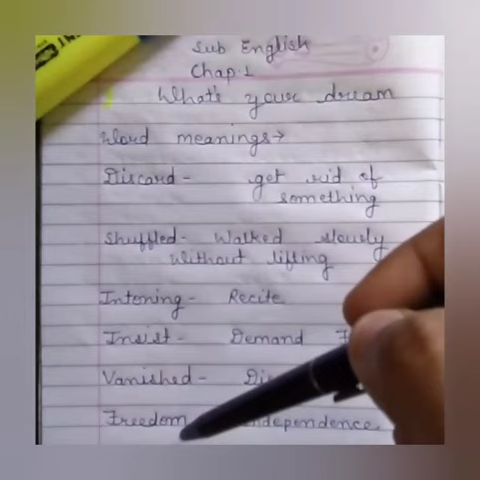 Sub English
Chap.1
What's your dream
Word meanings→
Discard- get rid of
something
Shuffled- Walked slowly
without lifting
Intoning- Recite
Insist- Demand
Vanished-
Freedom independence